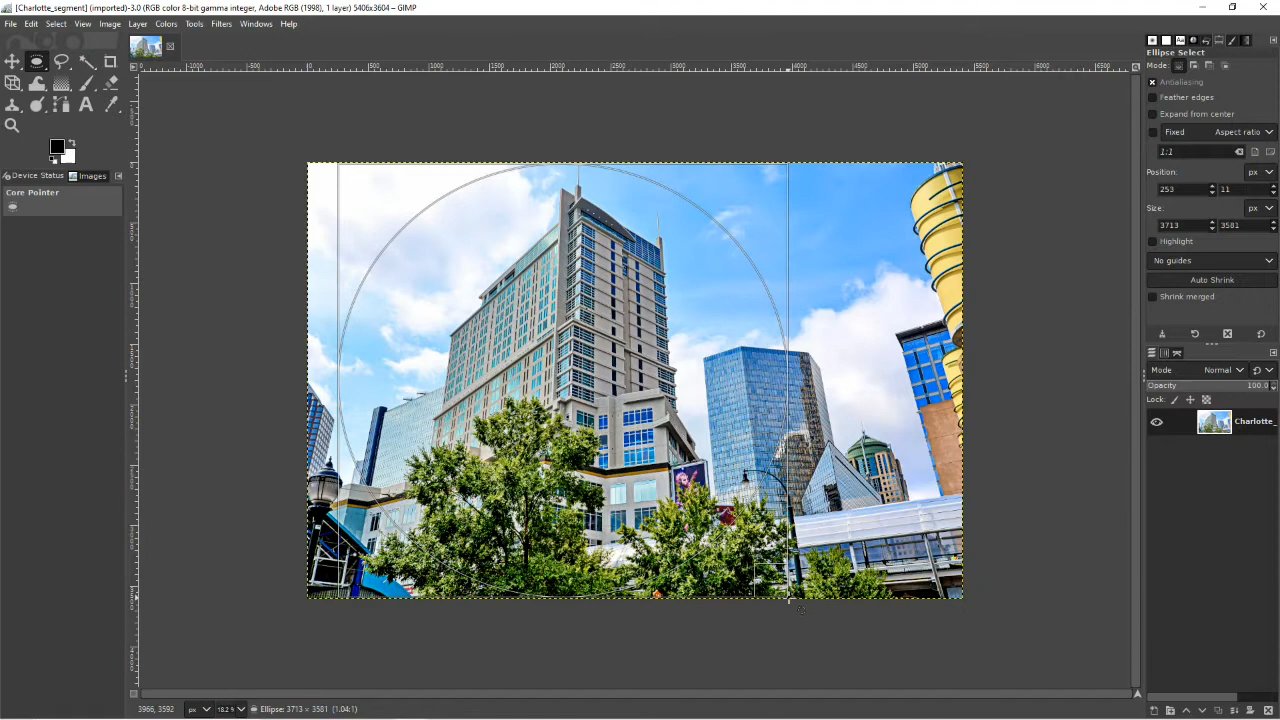 [Charlotte_segment] (imported)-3.0 (RGB color 8-bit gamma integer, Adobe RGB (1998), 1 layer) 5406x3604 – GIMP
File Edit Select View Image Layer Colors Tools Filters Windows Help
Ellipse Select
Mode:
Antialiasing
Feather edges
Expand from center
Fixed Aspect ratio
1:1
Position: px
253 11
Size: px
3713 3581
Highlight
No guides
Auto Shrink
Shrink merged
Device Status Images
Core Pointer
Mode Normal
Opacity 100.0
Lock:
Charlotte_
3966, 3592 px 18.2 % Ellipse: 3713 × 3581 (1.04:1)